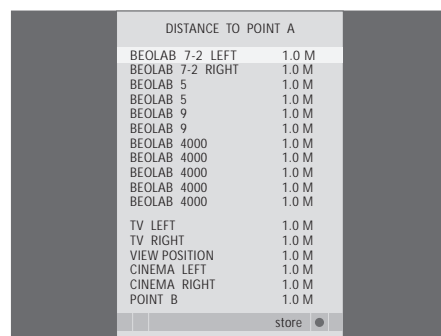 DISTANCE TO POINT A
BEOLAB 7-2 LEFT 1.0 M
BEOLAB 7-2 RIGHT 1.0 M
BEOLAB 5 1.0 M
BEOLAB 5 1.0 M
BEOLAB 9 1.0 M
BEOLAB 9 1.0 M
BEOLAB 4000 1.0 M
BEOLAB 4000 1.0 M
BEOLAB 4000 1.0 M
BEOLAB 4000 1.0 M
BEOLAB 4000 1.0 M
TV LEFT 1.0 M
TV RIGHT 1.0 M
VIEW POSITION 1.0 M
CINEMA LEFT 1.0 M
CINEMA RIGHT 1.0 M
POINT B 1.0 M
store